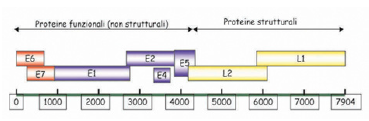 Proteine funzionali (non strutturali) Proteine strutturali
E6 E2 E5 L1
E7 E1 E4 L2
0 1000 2000 3000 4000 5000 6000 7000 7904